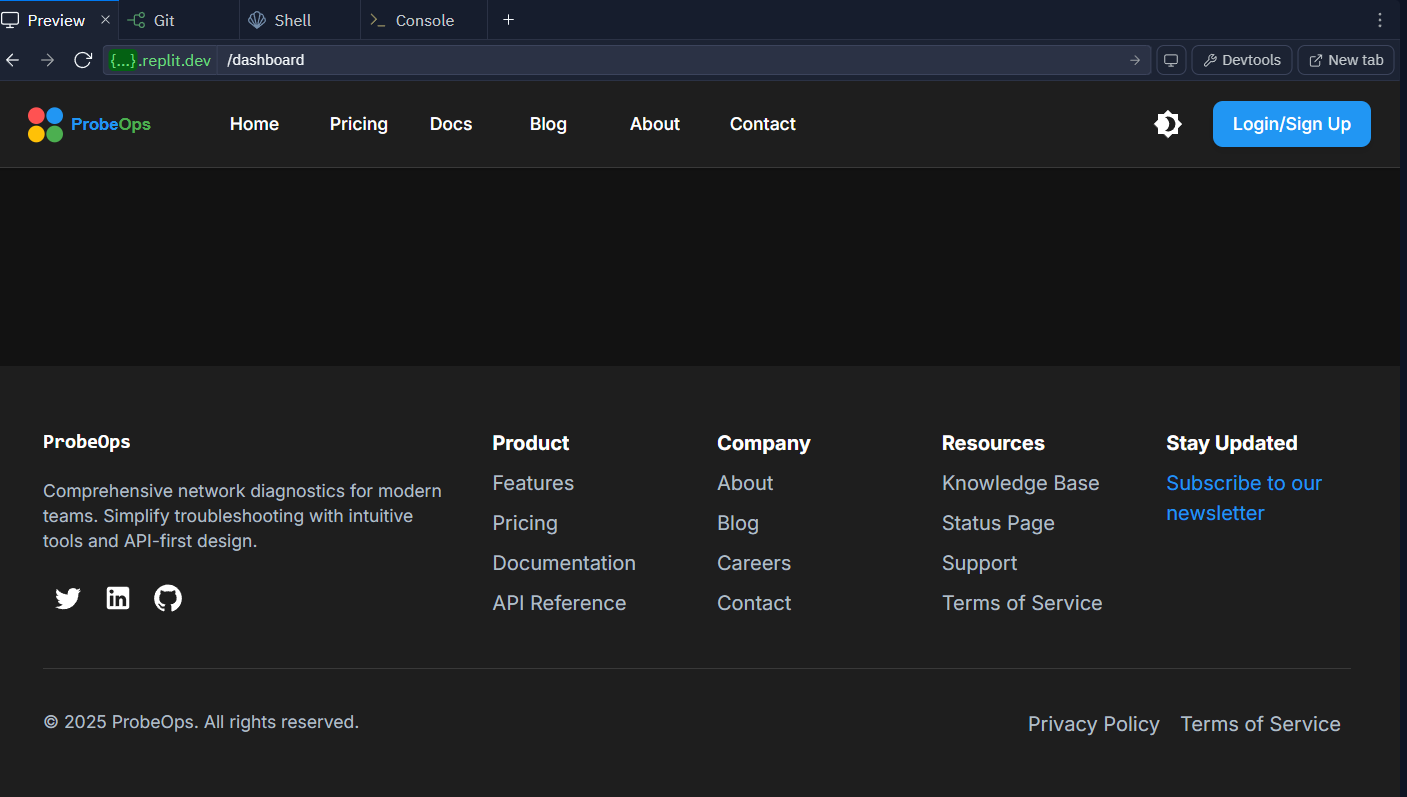 Preview
Git
Shell
Console
{...}.replit.dev /dashboard
Devtools
New tab
ProbeOps
Home
Pricing
Docs
Blog
About
Contact
Login/Sign Up
ProbeOps
Comprehensive network diagnostics for modern
teams. Simplify troubleshooting with intuitive
tools and API-first design.
Product
Features
Pricing
Documentation
API Reference
Company
About
Blog
Careers
Contact
Resources
Knowledge Base
Status Page
Support
Terms of Service
Stay Updated
Subscribe to our
newsletter
© 2025 ProbeOps. All rights reserved.
Privacy Policy
Terms of Service